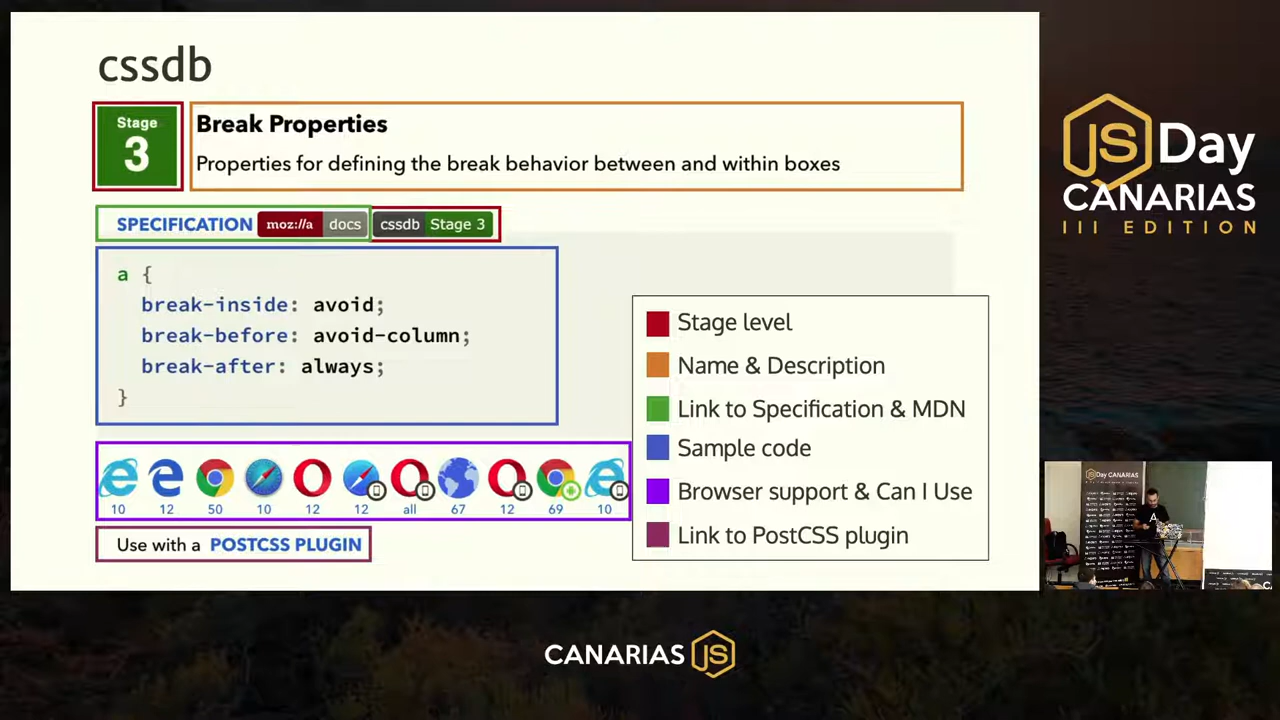 cssdb
Stage
3
Break Properties
Properties for defining the break behavior between and within boxes
SPECIFICATION moz://a docs cssdb Stage 3
a {
break-inside: avoid;
break-before: avoid-column;
break-after: always;
}
10 12 50 10 12 12 all 67 12 69 10
Use with a POSTCSS PLUGIN
Stage level
Name & Description
Link to Specification & MDN
Sample code
Browser support & Can I Use
Link to PostCSS plugin
JS Day
CANARIAS
III EDITION
JS Day CANARIAS
CANARIAS JS